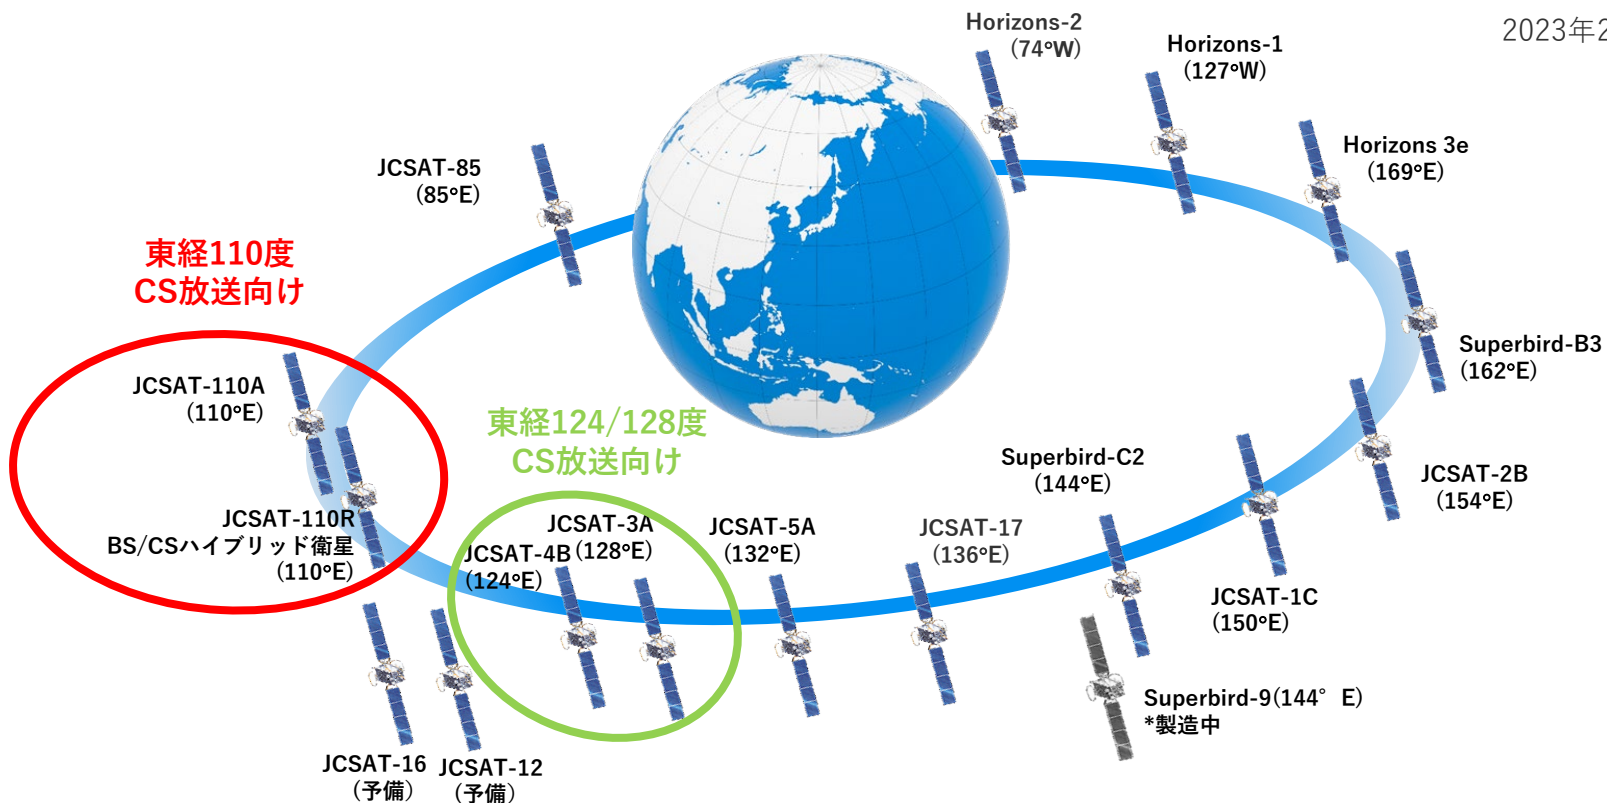 Horizons-2
(74°W)
2023年2
Horizons-1
(127°W)
Horizons 3e
(169°E)
JCSAT-85
(85°E)
東経110度
CS放送向け
Superbird-B3
(162°E)
JCSAT-110A
(110°E)
東経124/128度
CS放送向け
Superbird-C2
(144°E)
JCSAT-2B
(154°E)
JCSAT-110R
BS/CSハイブリッド衛星
(110°E)
JCSAT-3A
(128°E)
JCSAT-4B
(124°E)
JCSAT-5A
(132°E)
JCSAT-17
(136°E)
JCSAT-1C
(150°E)
Superbird-9(144° E)
*製造中
JCSAT-16
(予備)
JCSAT-12
(予備)